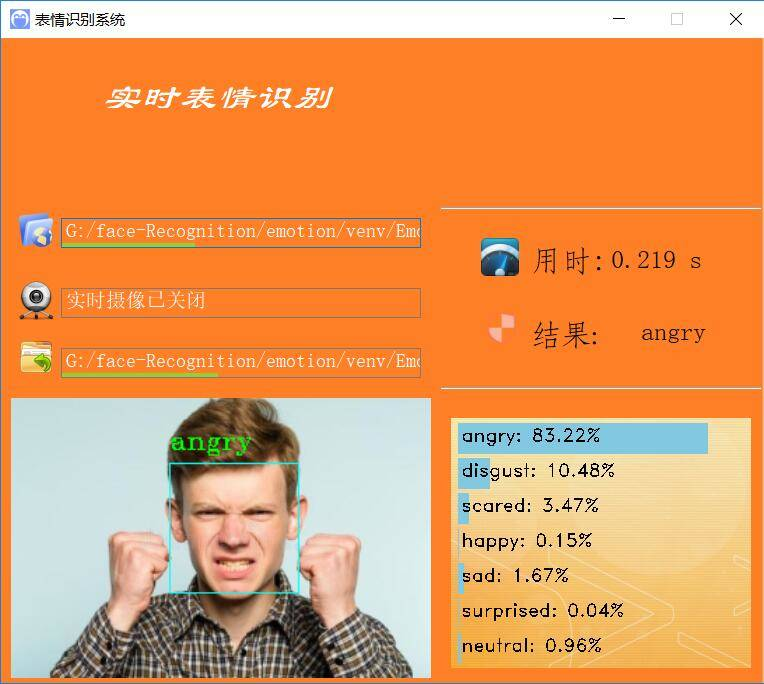 表情识别系统
实时表情识别
G:/face-Recognition/emotion/venv/Emo
实时摄像已关闭
G:/face-Recognition/emotion/venv/Emo
用时:0.219 s
结果: angry
angry
angry: 83.22%
disgust: 10.48%
scared: 3.47%
happy: 0.15%
sad: 1.67%
surprised: 0.04%
neutral: 0.96%